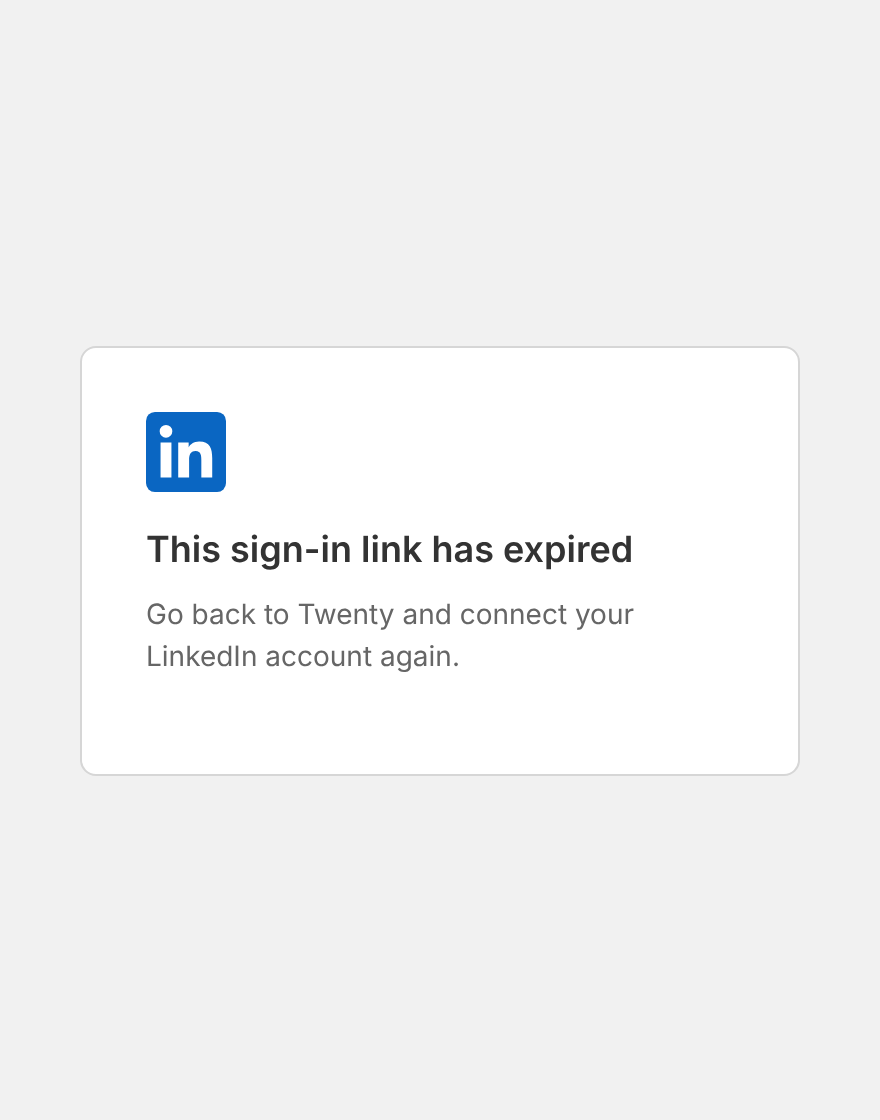 in
This sign-in link has expired
Go back to Twenty and connect your
LinkedIn account again.